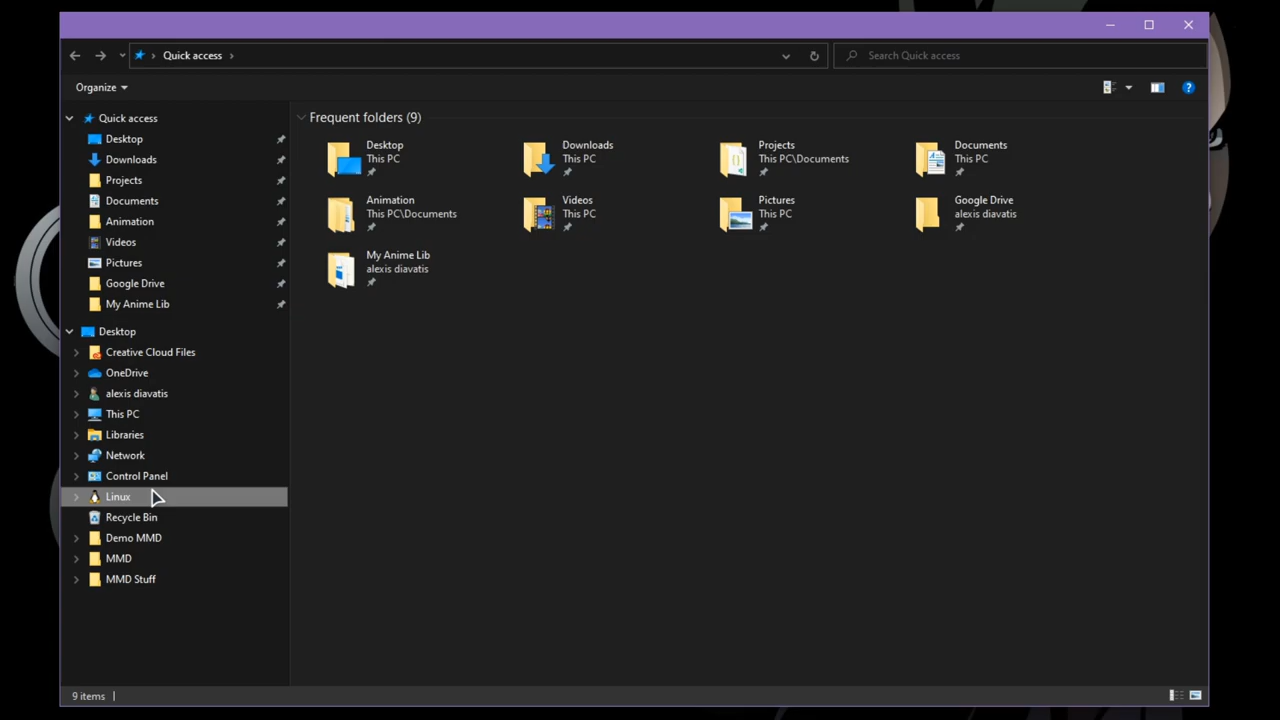 Quick access
Search Quick access
Organize
Quick access
Desktop
Downloads
Projects
Documents
Animation
Videos
Pictures
Google Drive
My Anime Lib
Desktop
Creative Cloud Files
OneDrive
alexis diavatis
This PC
Libraries
Network
Control Panel
Linux
Recycle Bin
Demo MMD
MMD
MMD Stuff
Frequent folders (9)
Desktop
This PC
Downloads
This PC
Projects
This PC\Documents
Documents
This PC
Animation
This PC\Documents
Videos
This PC
Pictures
This PC
Google Drive
alexis diavatis
My Anime Lib
alexis diavatis
9 items